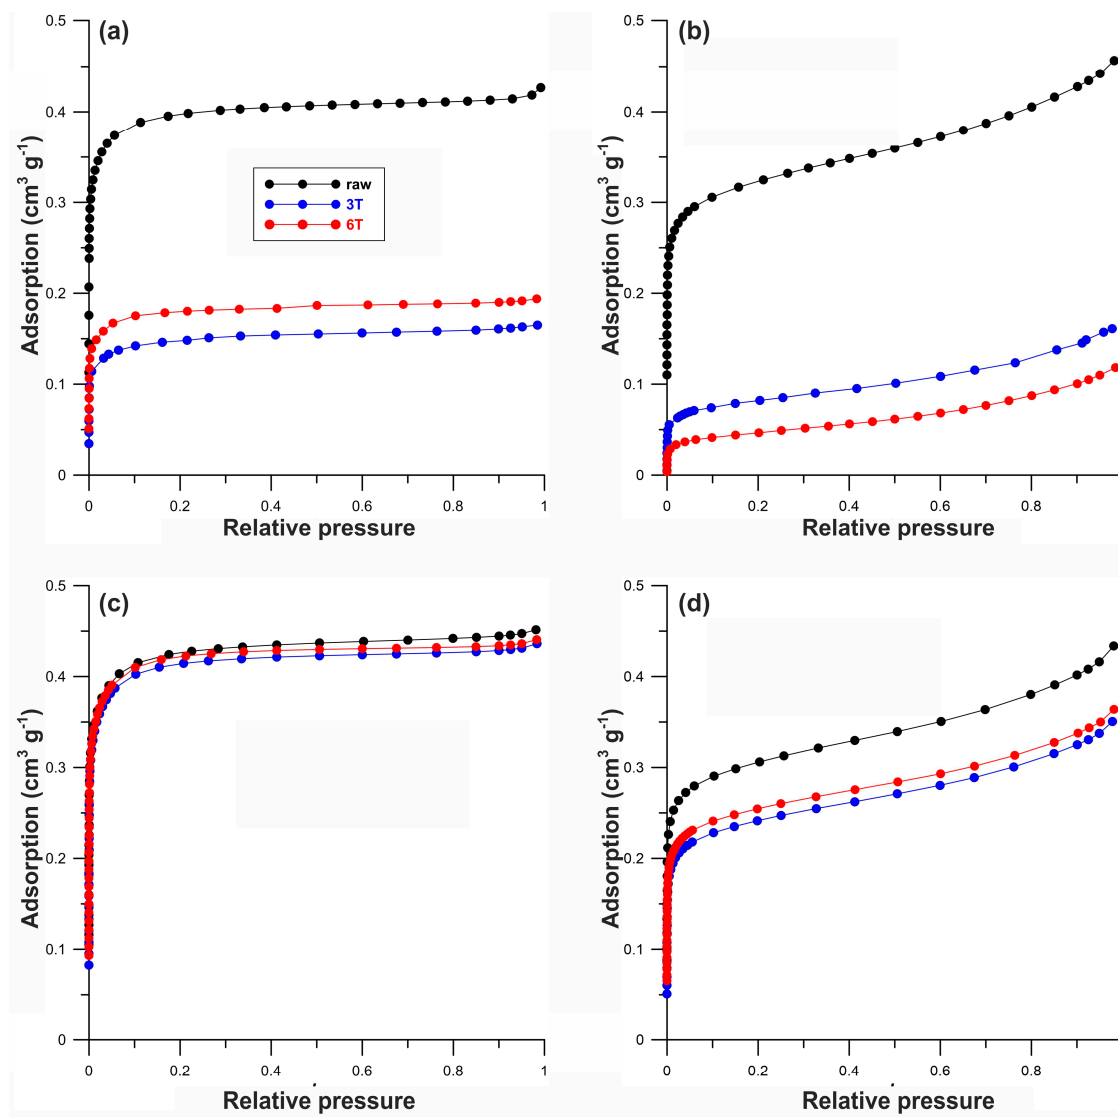 (a)
0.5
0.4
0.3
0.2
0.1
0
Adsorption (cm³ g⁻¹)
raw
3T
6T
0 0.2 0.4 0.6 0.8 1
Relative pressure
(b)
0.5
0.4
0.3
0.2
0.1
0
Adsorption (cm³ g⁻¹)
0 0.2 0.4 0.6 0.8
Relative pressure
(c)
0.5
0.4
0.3
0.2
0.1
0
Adsorption (cm³ g⁻¹)
0 0.2 0.4 0.6 0.8 1
Relative pressure
(d)
0.5
0.4
0.3
0.2
0.1
0
Adsorption (cm³ g⁻¹)
0 0.2 0.4 0.6 0.8
Relative pressure